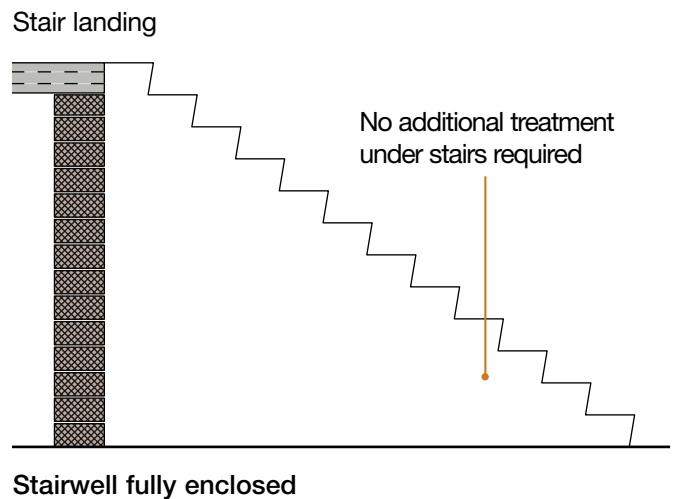 Stair landing
No additional treatment
under stairs required
Stairwell fully enclosed